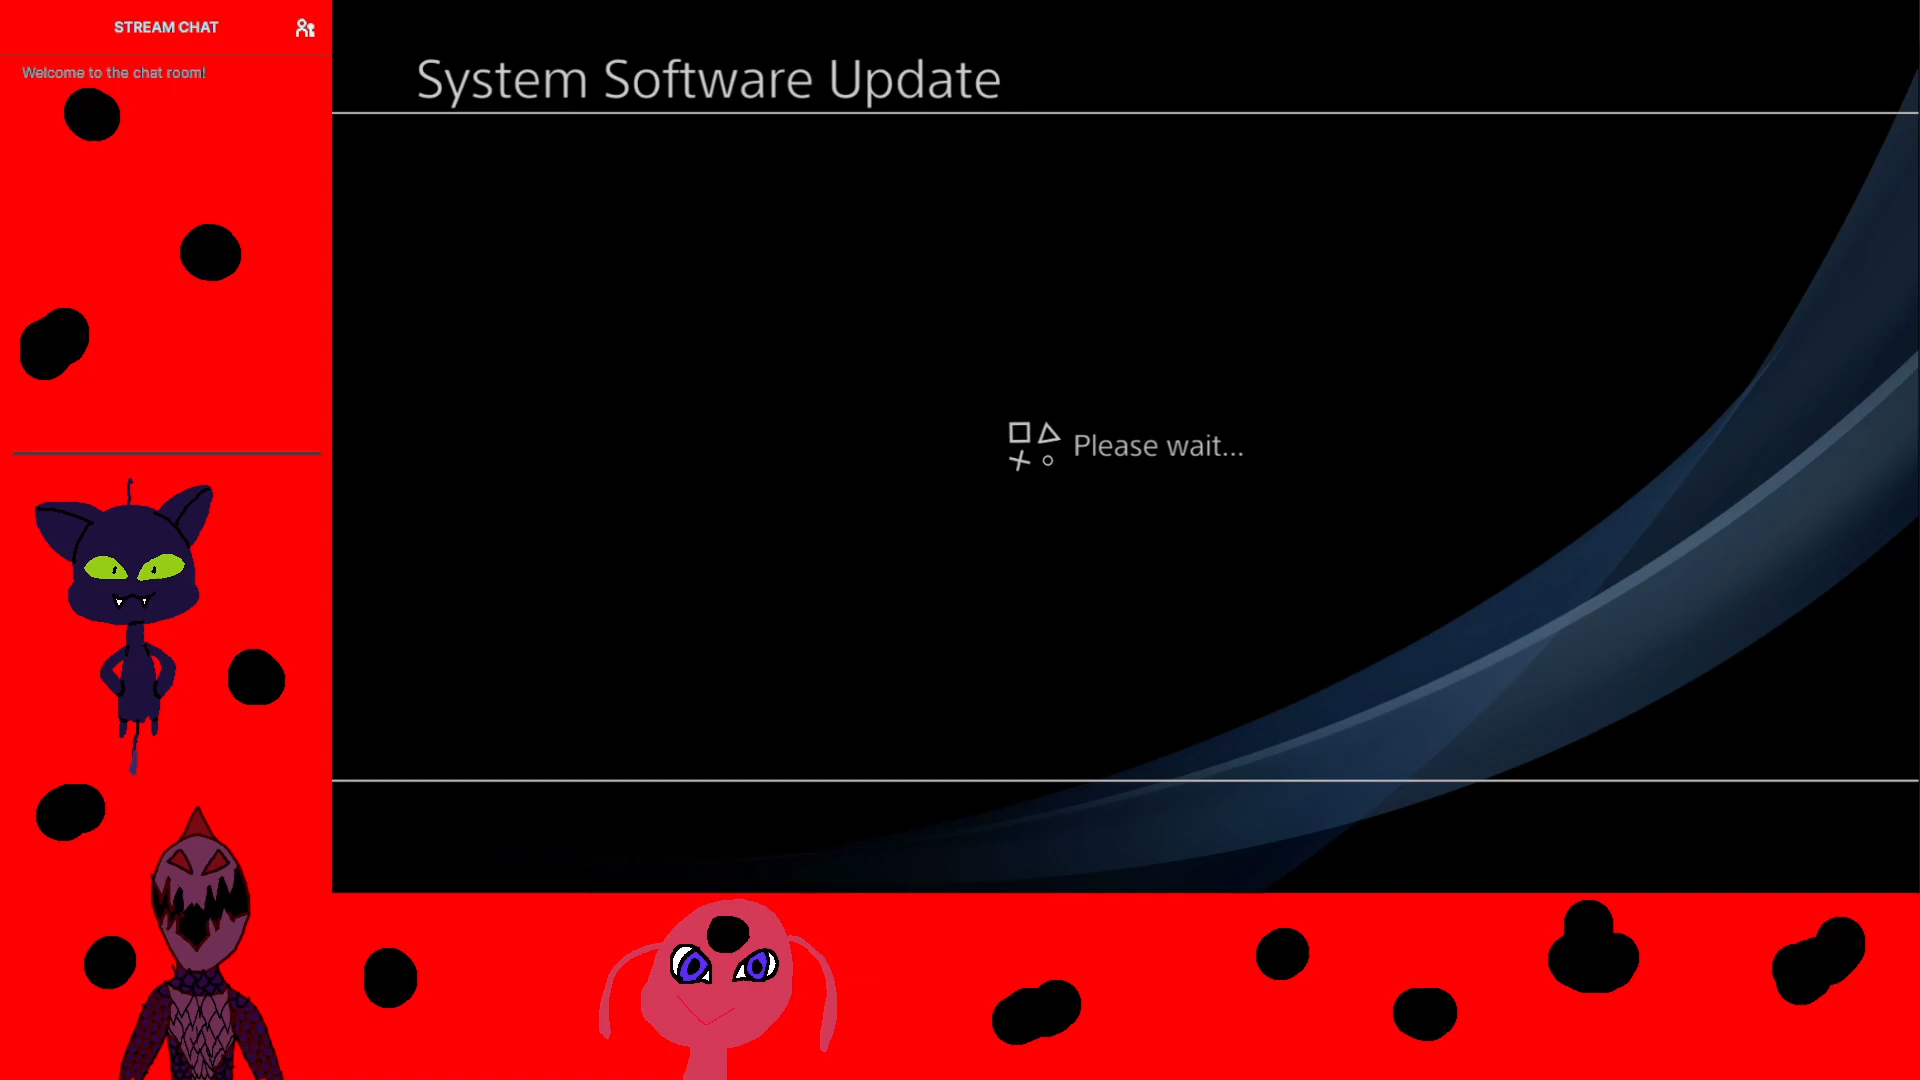 STREAM CHAT
Welcome to the chat room!
System Software Update
Please wait...